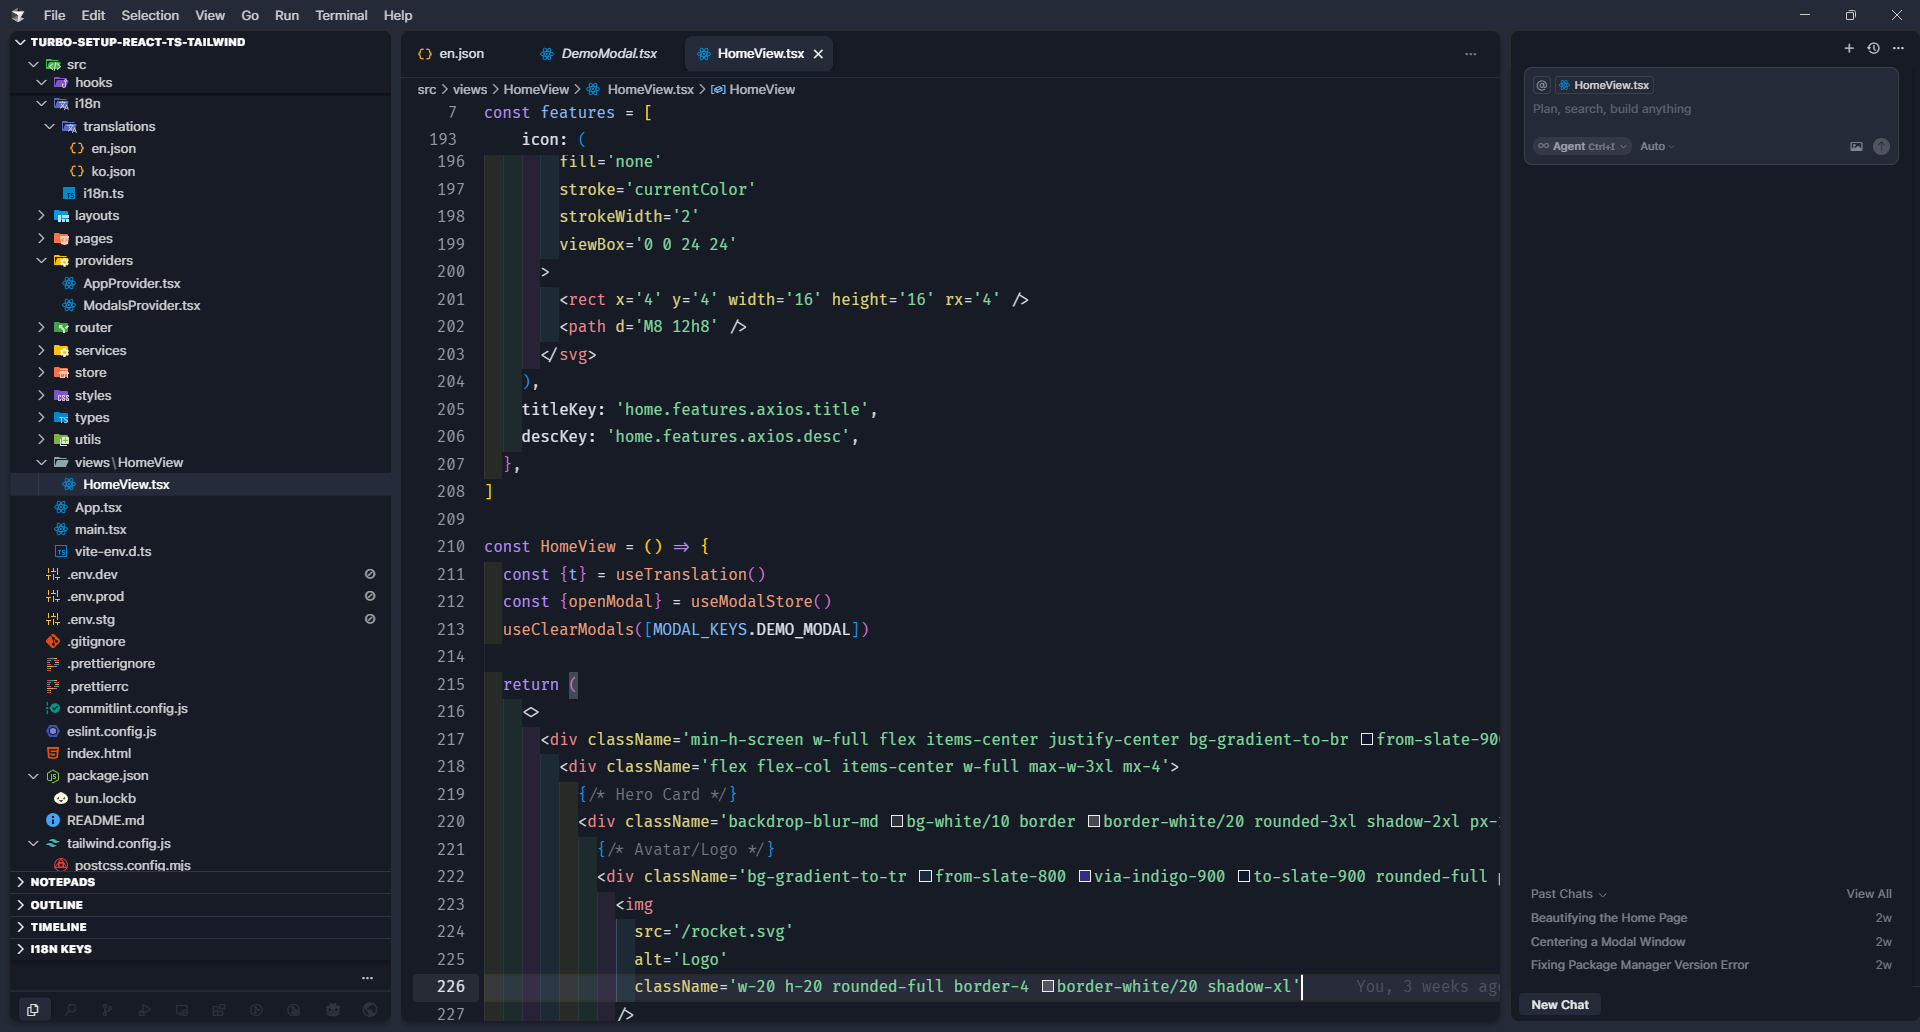 File Edit Selection View Go Run Terminal Help
TURBO-SETUP-REACT-TS-TAILWIND
src
hooks
i18n
translations
en.json
ko.json
i18n.ts
layouts
pages
providers
AppProvider.tsx
ModalsProvider.tsx
router
services
store
styles
types
utils
views\HomeView
HomeView.tsx
App.tsx
main.tsx
vite-env.d.ts
.env.dev
.env.prod
.env.stg
.gitignore
.prettierignore
.prettierrc
commitlint.config.js
eslint.config.js
index.html
package.json
bun.lockb
README.md
tailwind.config.js
postcss.config.mjs
NOTEPADS
OUTLINE
TIMELINE
I18N KEYS
en.json DemoModal.tsx HomeView.tsx
src > views > HomeView > HomeView.tsx > HomeView
7 const features = [
193 icon: (
196 fill='none'
197 stroke='currentColor'
198 strokeWidth='2'
199 viewBox='0 0 24 24'
200 >
201 <rect x='4' y='4' width='16' height='16' rx='4' />
202 <path d='M8 12h8' />
203 </svg>
204 ),
205 titleKey: 'home.features.axios.title',
206 descKey: 'home.features.axios.desc',
207 },
208 ]
209
210 const HomeView = () => {
211 const {t} = useTranslation()
212 const {openModal} = useModalStore()
213 useClearModals([MODAL_KEYS.DEMO_MODAL])
214
215 return (
216 <>
217 <div className='min-h-screen w-full flex items-center justify-center bg-gradient-to-br from-slate-90
218 <div className='flex flex-col items-center w-full max-w-3xl mx-4'>
219 {/* Hero Card */}
220 <div className='backdrop-blur-md bg-white/10 border border-white/20 rounded-3xl shadow-2xl px-
221 {/* Avatar/Logo */}
222 <div className='bg-gradient-to-tr from-slate-800 via-indigo-900 to-slate-900 rounded-full
223 <img
224 src='/rocket.svg'
225 alt='Logo'
226 className='w-20 h-20 rounded-full border-4 border-white/20 shadow-xl' You, 3 weeks ag
227 />
@ HomeView.tsx
Plan, search, build anything
Agent Ctrl+I Auto
Past Chats View All
Beautifying the Home Page 2w
Centering a Modal Window 2w
Fixing Package Manager Version Error 2w
New Chat